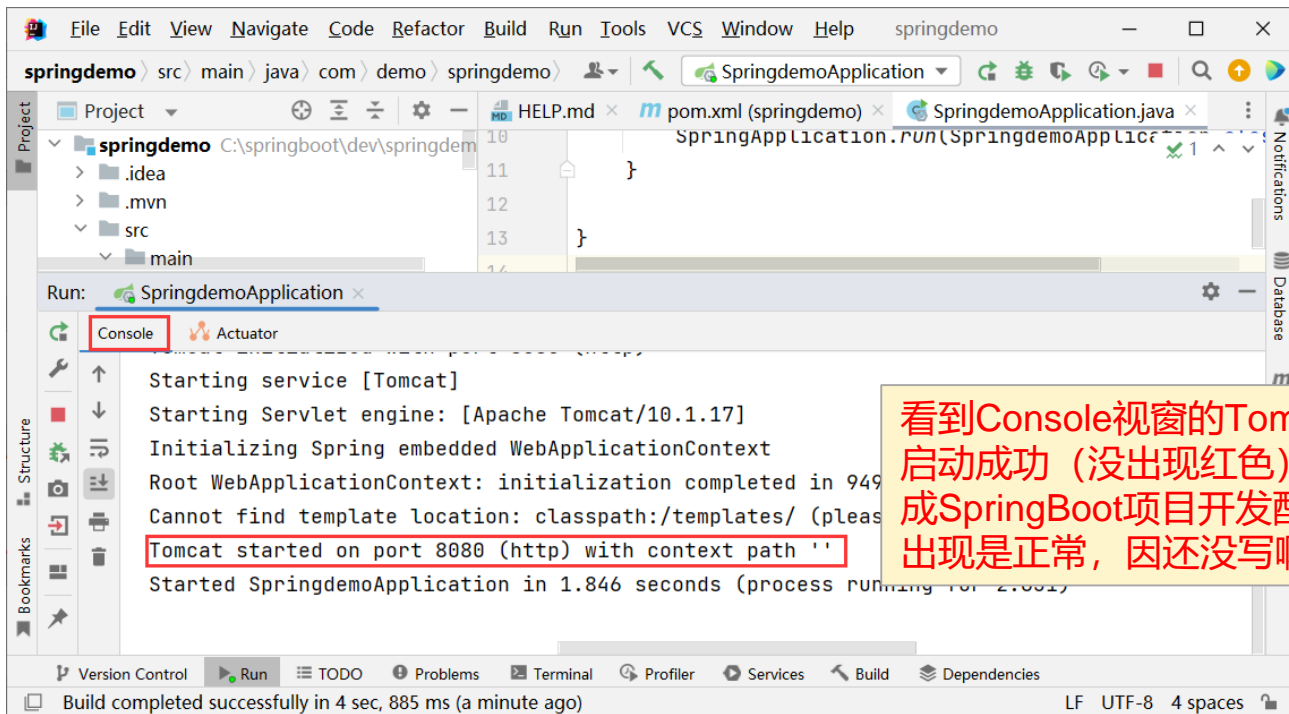 File Edit View Navigate Code Refactor Build Run Tools VCS Window Help springdemo
springdemo src main java com demo springdemo SpringdemoApplication
Project
Project HELP.md pom.xml (springdemo) SpringdemoApplication.java
Notifications
springdemo C:\springboot\dev\springdem
.idea
.mvn
src
main
10 SpringApplication.run(SpringdemoApplica
1
11 }
12
13 }
14
Database
Run: SpringdemoApplication
Console Actuator
Tomcat initialized with port 8080 (http)
Starting service [Tomcat]
Starting Servlet engine: [Apache Tomcat/10.1.17]
Initializing Spring embedded WebApplicationContext
Root WebApplicationContext: initialization completed in 949
Cannot find template location: classpath:/templates/ (pleas
Tomcat started on port 8080 (http) with context path ''
Started SpringdemoApplication in 1.846 seconds (process running for
看到Console视窗的Tom
启动成功（没出现红色）
成SpringBoot项目开发
出现是正常，因还没写
Structure
Bookmarks
Version Control Run TODO Problems Terminal Profiler Services Build Dependencies
Build completed successfully in 4 sec, 885 ms (a minute ago) LF UTF-8 4 spaces